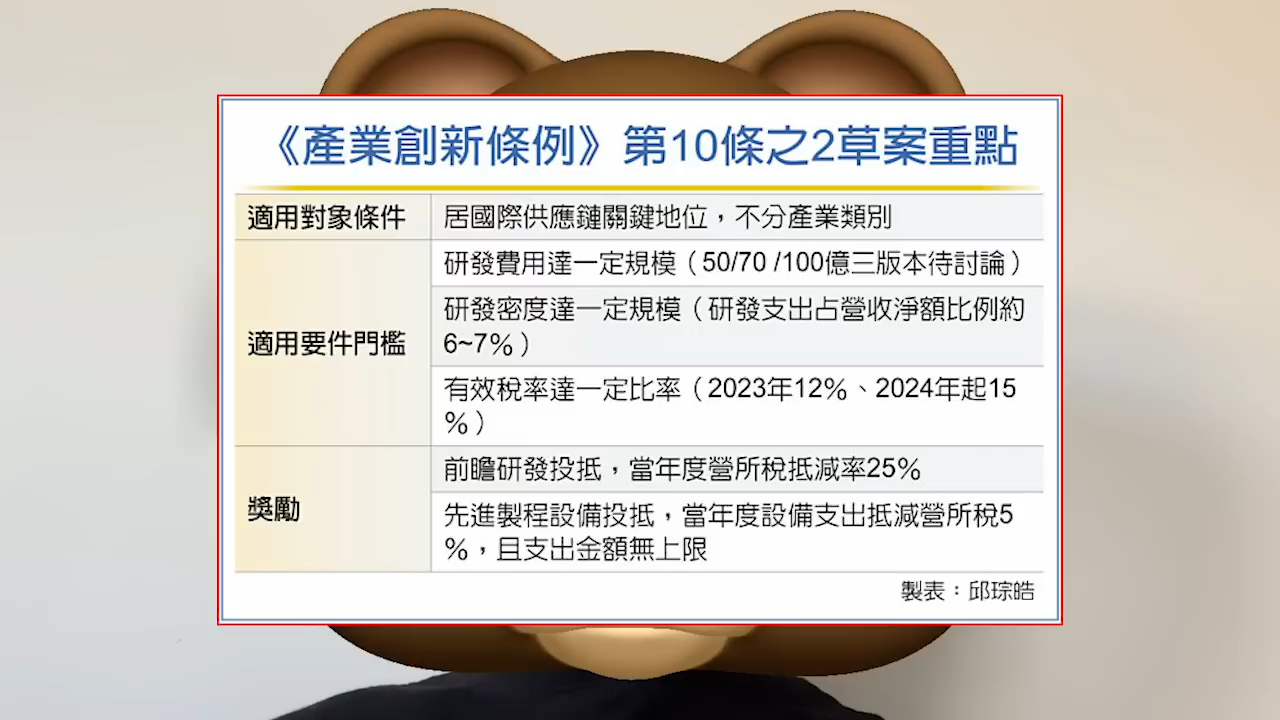 《產業創新條例》第10條之2草案重點
適用對象條件
居國際供應鏈關鍵地位，不分產業類別
適用要件門檻
研發費用達一定規模（50/70 /100億三版本待討論）
研發密度達一定規模（研發支出占營收淨額比例約
6~7%）
有效稅率達一定比率（2023年12%、2024年起15
%）
獎勵
前瞻研發投抵，當年度營所稅抵減率25%
先進製程設備投抵，當年度設備支出抵減營所稅5
%，且支出金額無上限
製表：邱琮皓